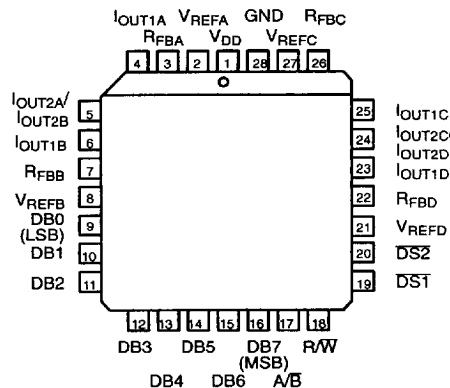 IOUT1A VREFA GND RFBC
RFBA VDD VREFC
4 3 2 1 28 27 26
IOUT2A/
IOUT2B 5
IOUT1B 6
RFBB 7
VREFB 8
DB0
(LSB) 9
DB1 10
DB2 11
25 IOUT1C
24 IOUT2C
IOUT2D
23 IOUT1D
22 RFBD
21 VREFD
20 DS2
19 DS1
12 13 14 15 16 17 18
DB3 DB5 DB7 R/W
(MSB)
DB4 DB6 A/B